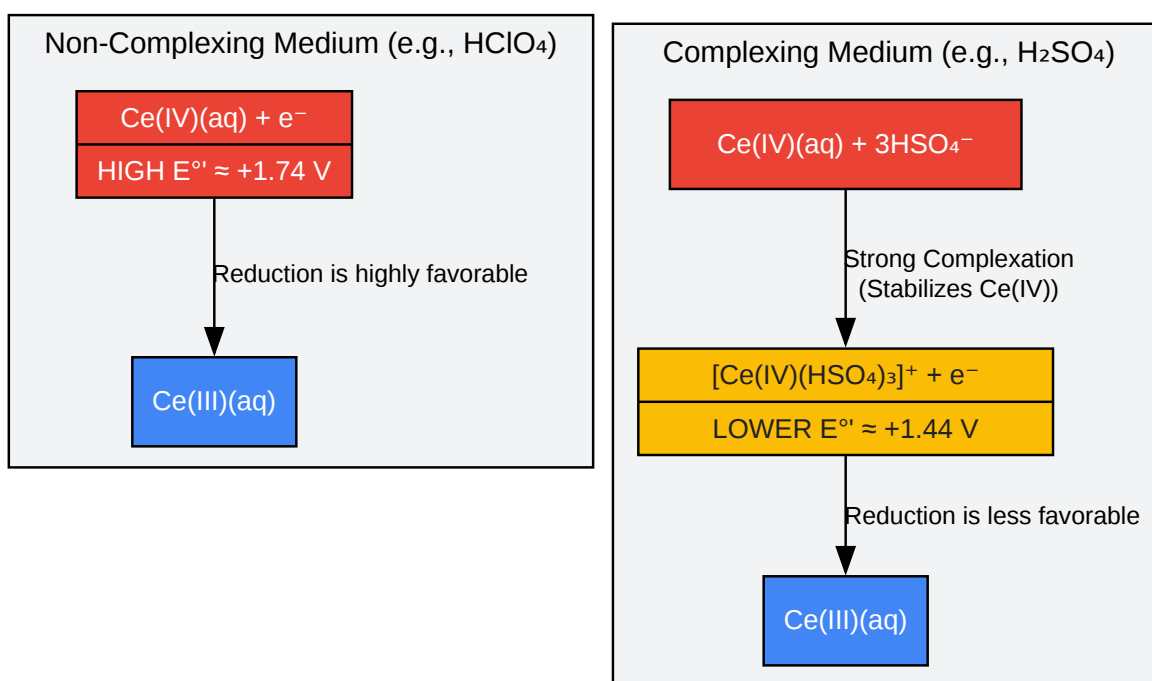 Non-Complexing Medium (e.g., HClO₄)
Ce(IV)(aq) + e⁻
HIGH E°' ≈ +1.74 V
Reduction is highly favorable
Ce(III)(aq)
Complexing Medium (e.g., H₂SO₄)
Ce(IV)(aq) + 3HSO₄⁻
Strong Complexation
(Stabilizes Ce(IV))
[Ce(IV)(HSO₄)₃]⁺ + e⁻
LOWER E°' ≈ +1.44 V
Reduction is less favorable
Ce(III)(aq)